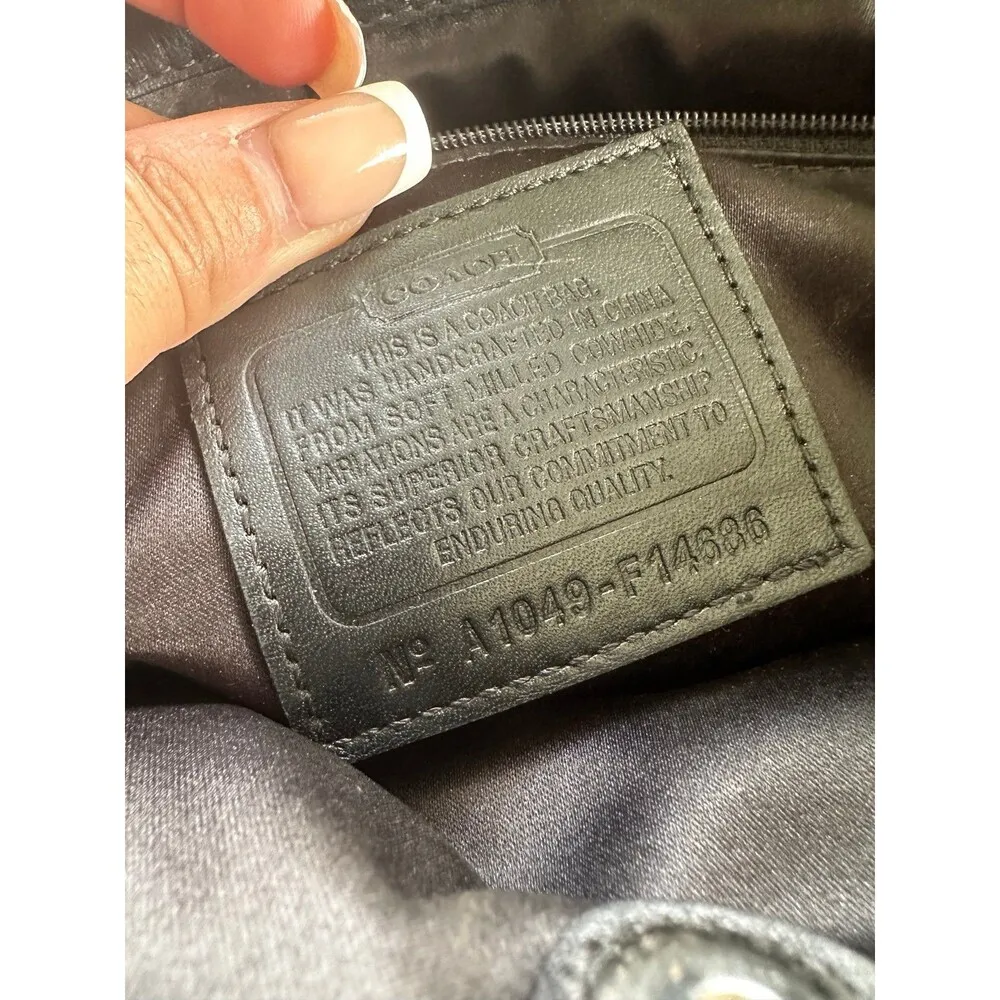 COACH
THIS IS A COACH BAG.
IT WAS HANDCRAFTED IN CHINA
FROM SOFT MILLED COWHIDE.
VARIATIONS ARE A CHARACTERISTIC.
ITS SUPERIOR CRAFTSMANSHIP
REFLECTS OUR COMMITMENT TO
ENDURING QUALITY.
Nº A1049-F14686